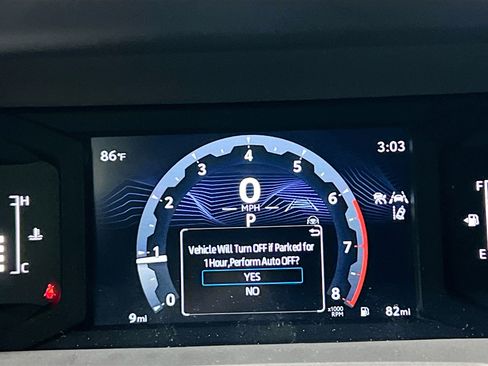 86°F
3:03
4
3
5
2
6
1
7
0
8
0
MPH
P
x1000
RPM
Vehicle Will Turn OFF if Parked for
1 Hour,Perform Auto OFF?
YES
NO
9mi
82mi
H
C
F
E